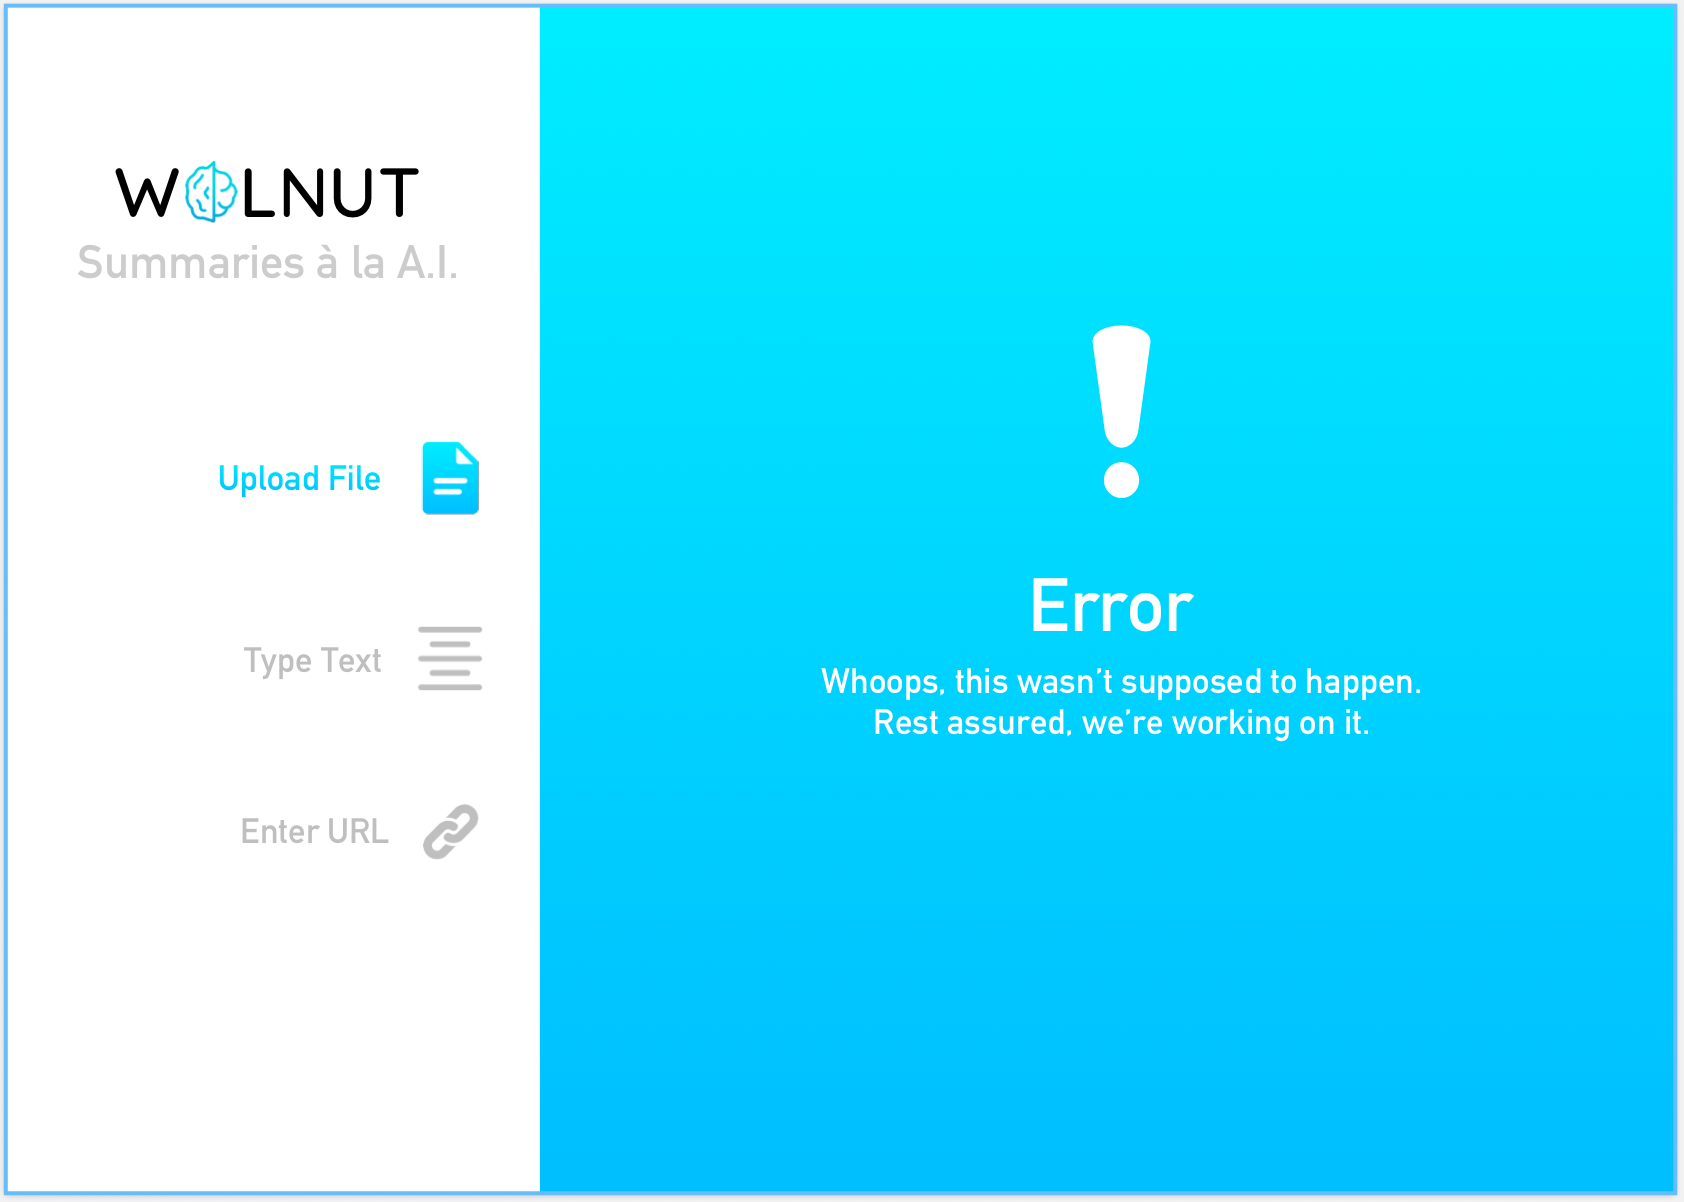 WALNUT
Summaries à la A.I.
Upload File
Type Text
Enter URL
Error
Whoops, this wasn't supposed to happen.
Rest assured, we're working on it.